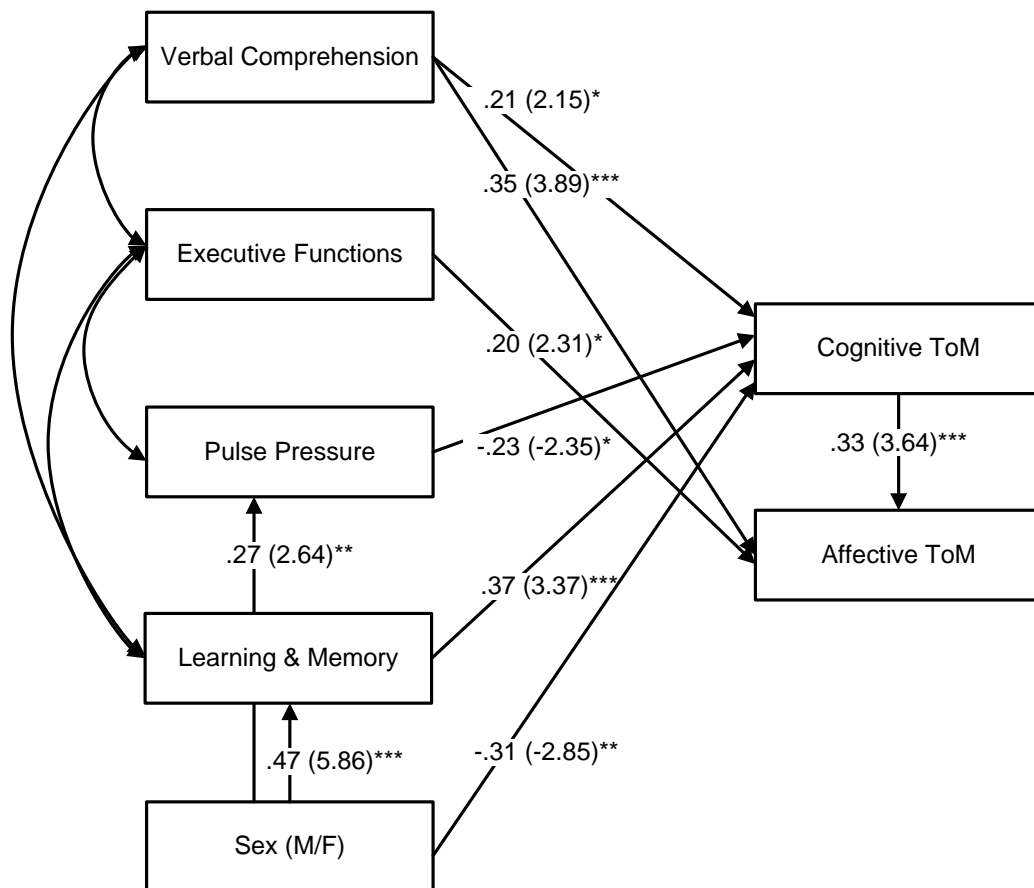 Verbal Comprehension
.21 (2.15)*
.35 (3.89)***
Executive Functions
.20 (2.31)*
Cognitive ToM
Pulse Pressure
-.23 (-2.35)*
.33 (3.64)***
.27 (2.64)**
Affective ToM
.37 (3.37)***
Learning & Memory
.47 (5.86)***
-.31 (-2.85)**
Sex (M/F)